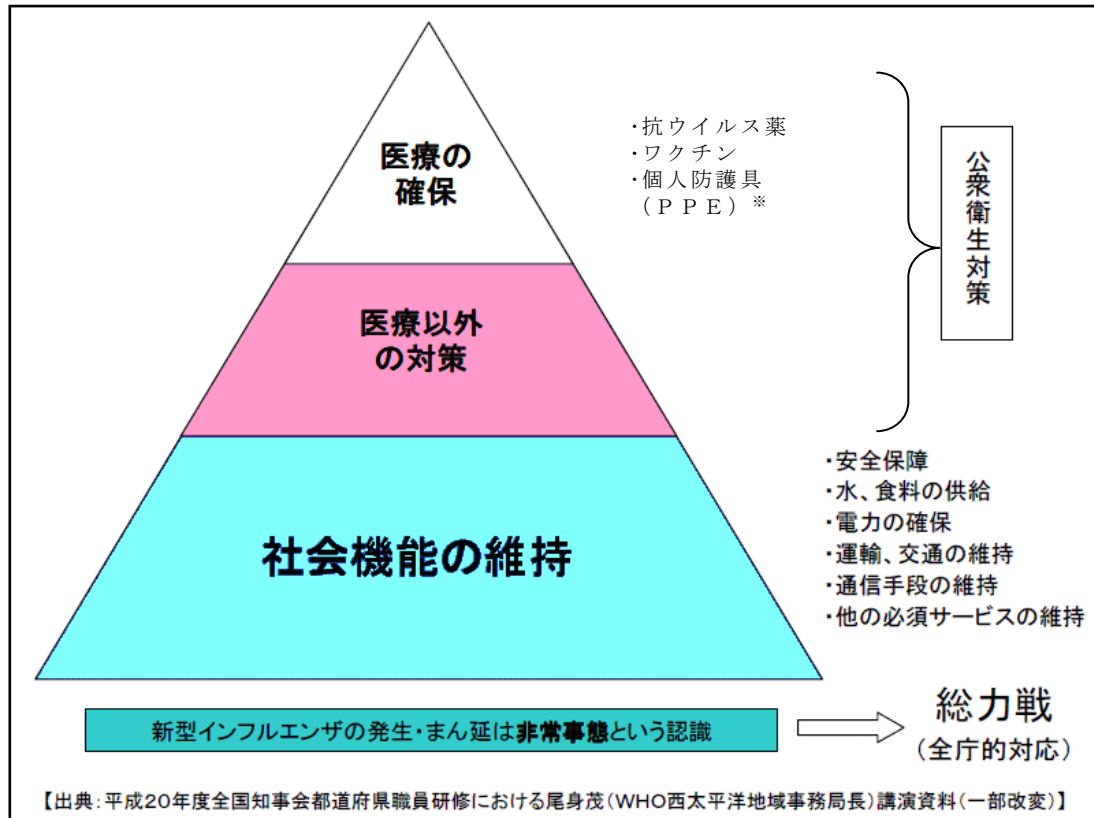 医療の
確保
・抗ウイルス薬
・ワクチン
・個人防護具
(ＰＰＥ)※
公衆衛生対策
医療以外
の対策
社会機能の維持
・安全保障
・水、食料の供給
・電力の確保
・運輸、交通の維持
・通信手段の維持
・他の必須サービスの維持
新型インフルエンザの発生・まん延は非常事態という認識
総力戦
(全庁的対応)
【出典：平成２０年度全国知事会都道府県職員研修における尾身茂(ＷＨＯ西太平洋地域事務局長)講演資料(一部改変)】